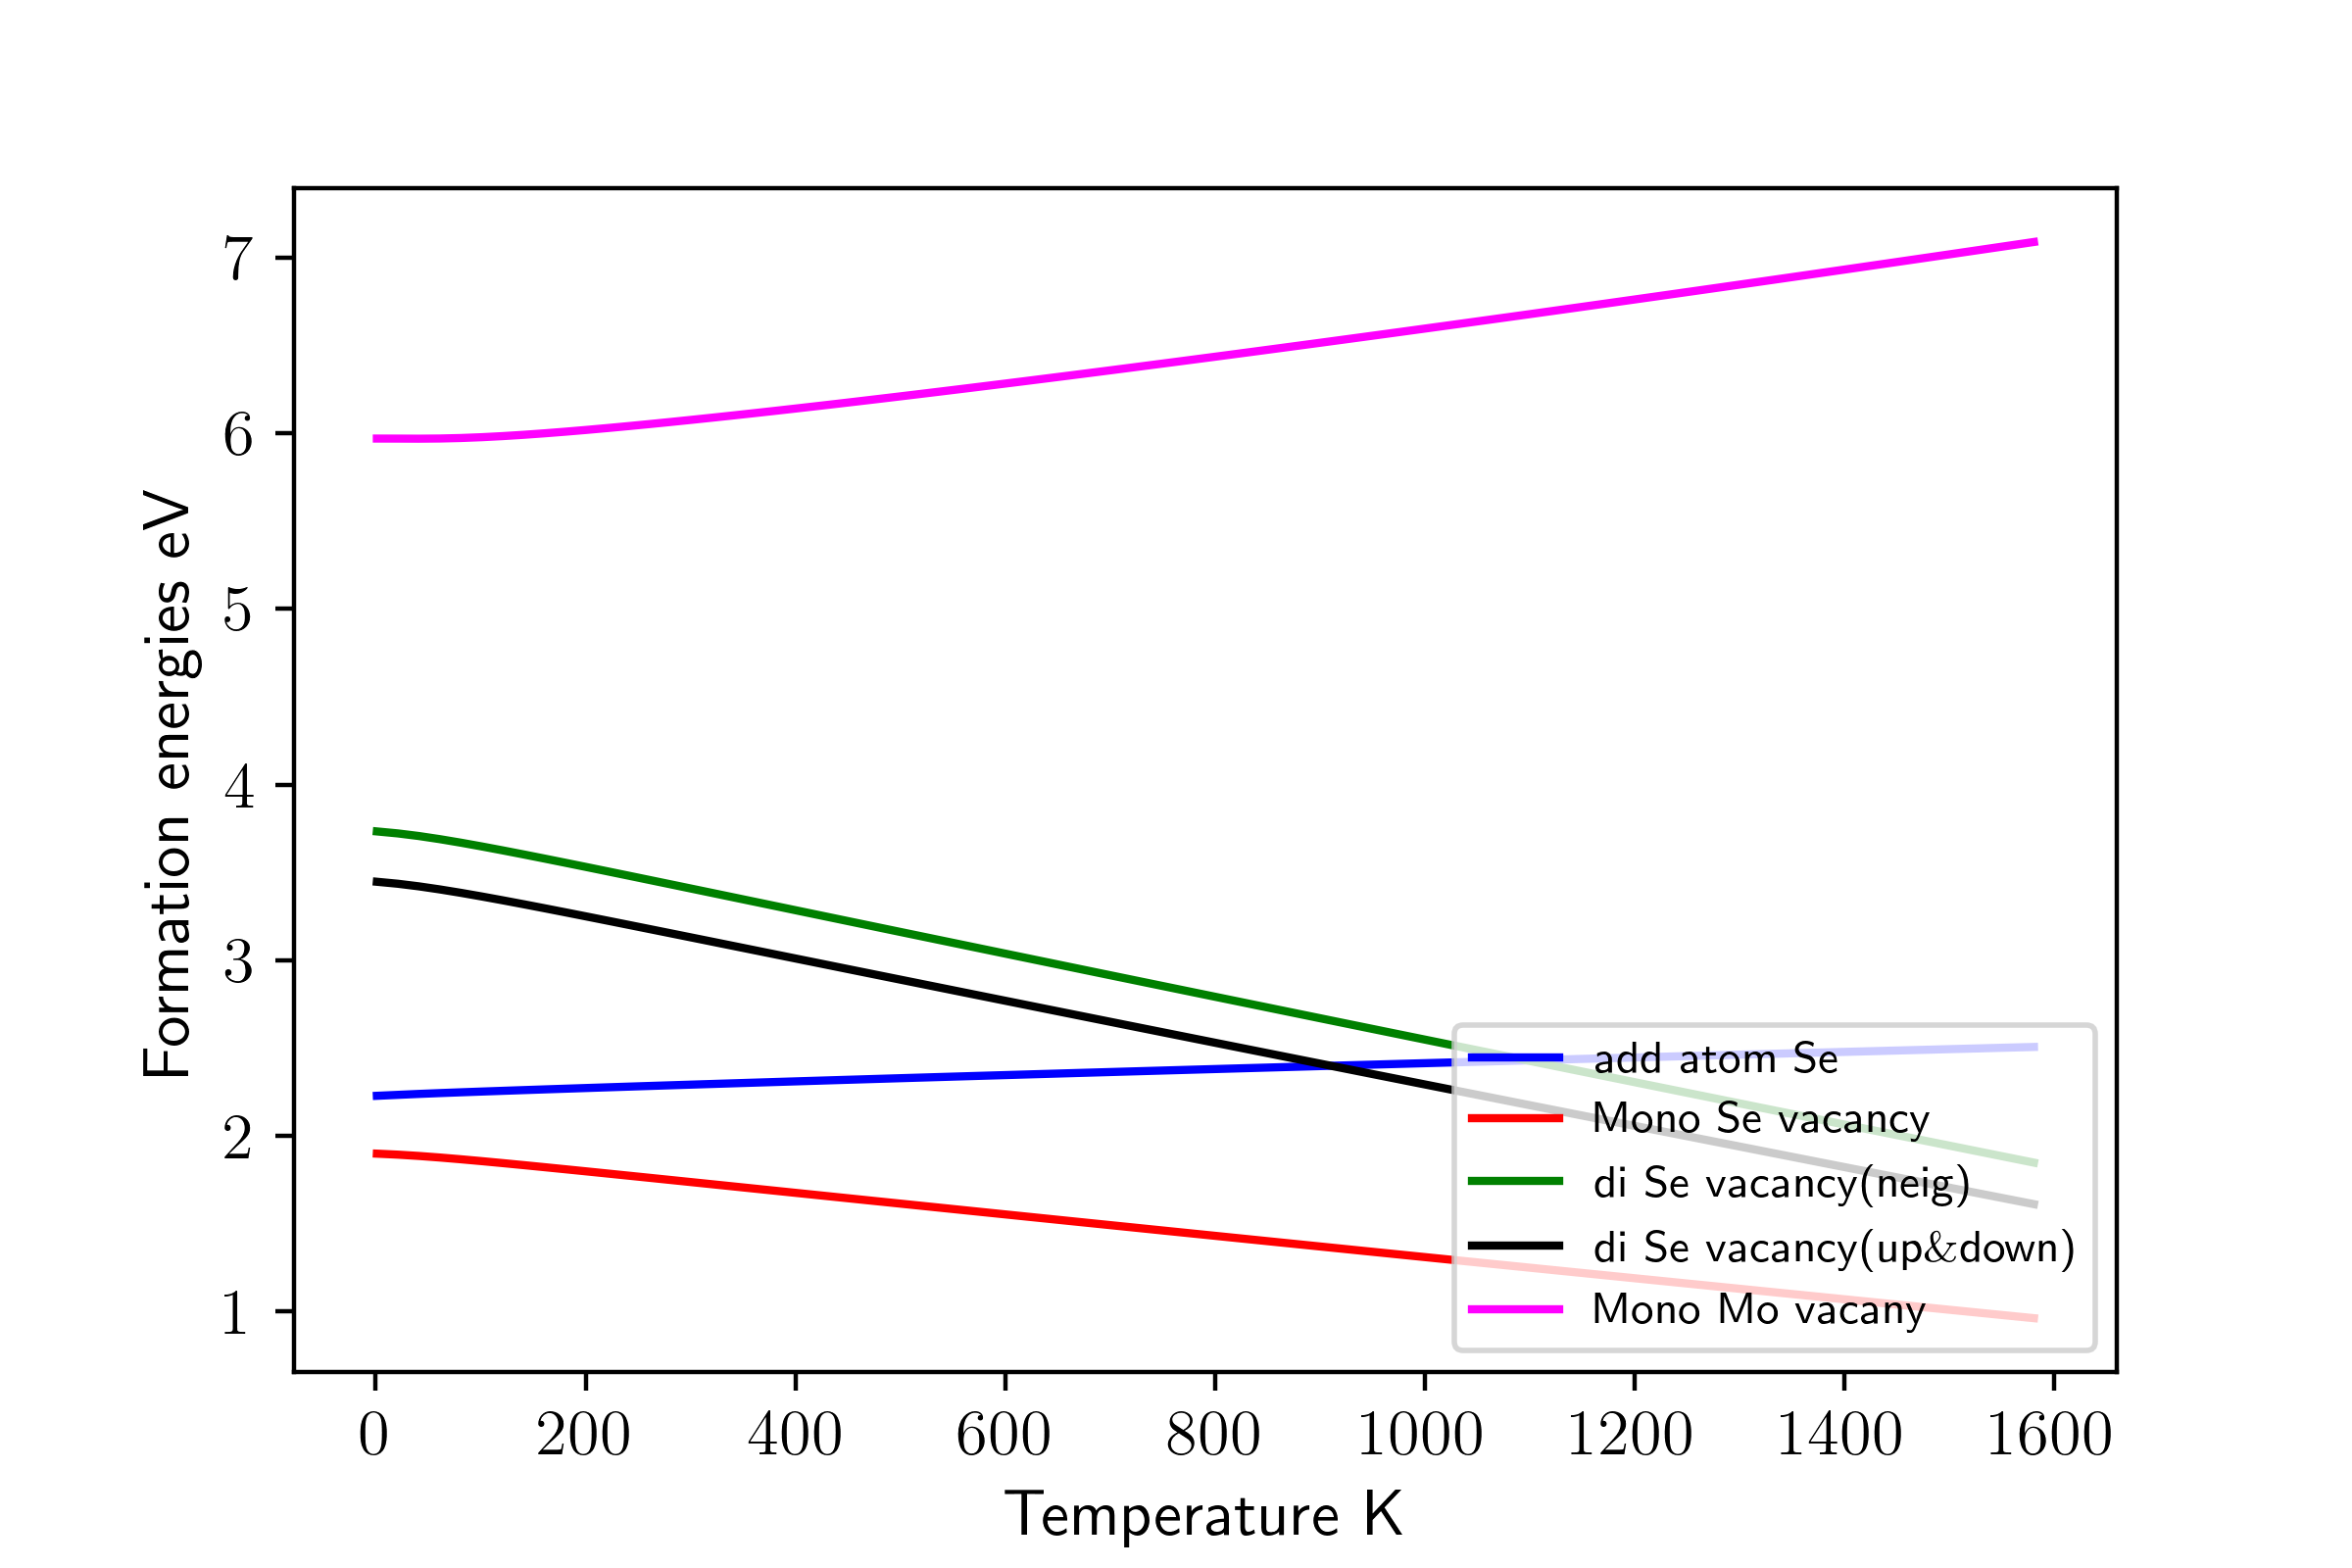 7
6
5
4
3
2
1
Formation energies eV
add atom Se
Mono Se vacancy
di Se vacancy(neig)
di Se vacancy(up&down)
Mono Mo vacany
0 200 400 600 800 1000 1200 1400 1600
Temperature K